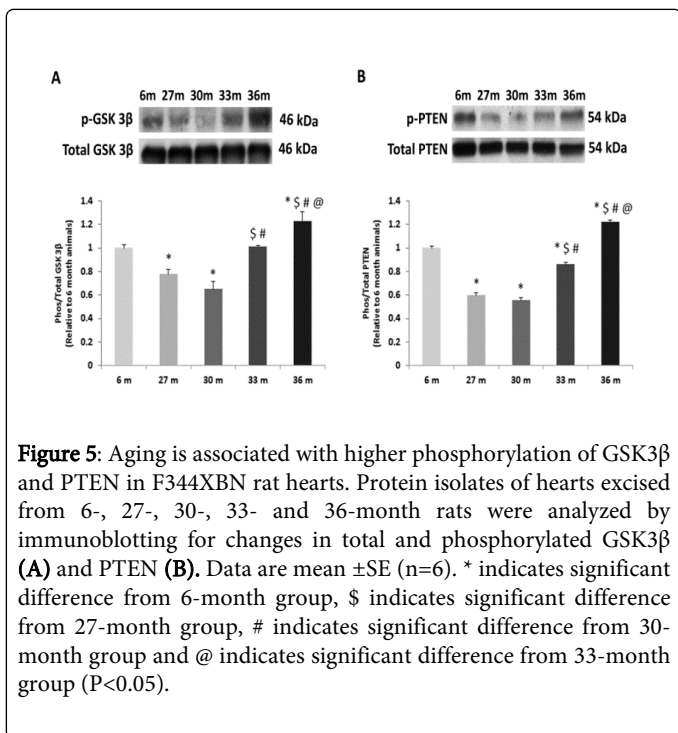 A
6m 27m 30m 33m 36m
p-GSK 3β 46 kDa
Total GSK 3β 46 kDa
Phos/Total GSK 3β
(Relative to 6 month animals)
1.4
1.2
1
0.8
0.6
0.4
0.2
0
* * $ # * $ # @
6 m 27 m 30 m 33 m 36 m
B
6m 27m 30m 33m 36m
p-PTEN 54 kDa
Total PTEN 54 kDa
Phos/Total PTEN
(Relative to 6 month animals)
1.4
1.2
1
0.8
0.6
0.4
0.2
0
* * * $ # * $ # @
6 m 27 m 30 m 33 m 36 m
Figure 5: Aging is associated with higher phosphorylation of GSK3β
and PTEN in F344XBN rat hearts. Protein isolates of hearts excised
from 6-, 27-, 30-, 33- and 36-month rats were analyzed by
immunoblotting for changes in total and phosphorylated GSK3β
(A) and PTEN (B). Data are mean ±SE (n=6). * indicates significant
difference from 6-month group, $ indicates significant difference
from 27-month group, # indicates significant difference from 30-
month group and @ indicates significant difference from 33-month
group (P<0.05).